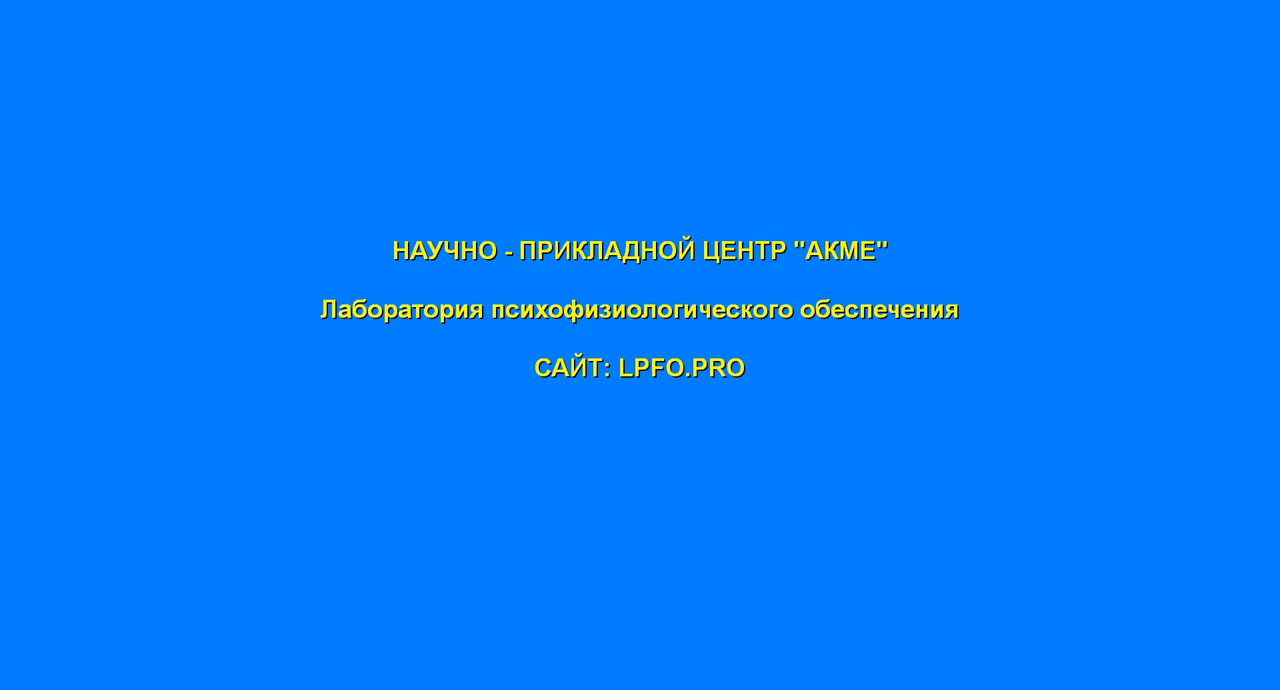 НАУЧНО - ПРИКЛАДНОЙ ЦЕНТР "АКМЕ"
Лаборатория психофизиологического обеспечения
САЙТ: LPFO.PRO